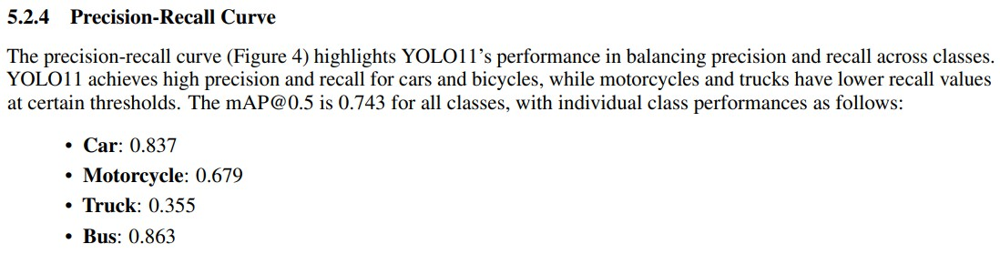 5.2.4 Precision-Recall Curve
The precision-recall curve (Figure 4) highlights YOLO11's performance in balancing precision and recall across classes.
YOLO11 achieves high precision and recall for cars and bicycles, while motorcycles and trucks have lower recall values
at certain thresholds. The mAP@0.5 is 0.743 for all classes, with individual class performances as follows:
• Car: 0.837
• Motorcycle: 0.679
• Truck: 0.355
• Bus: 0.863